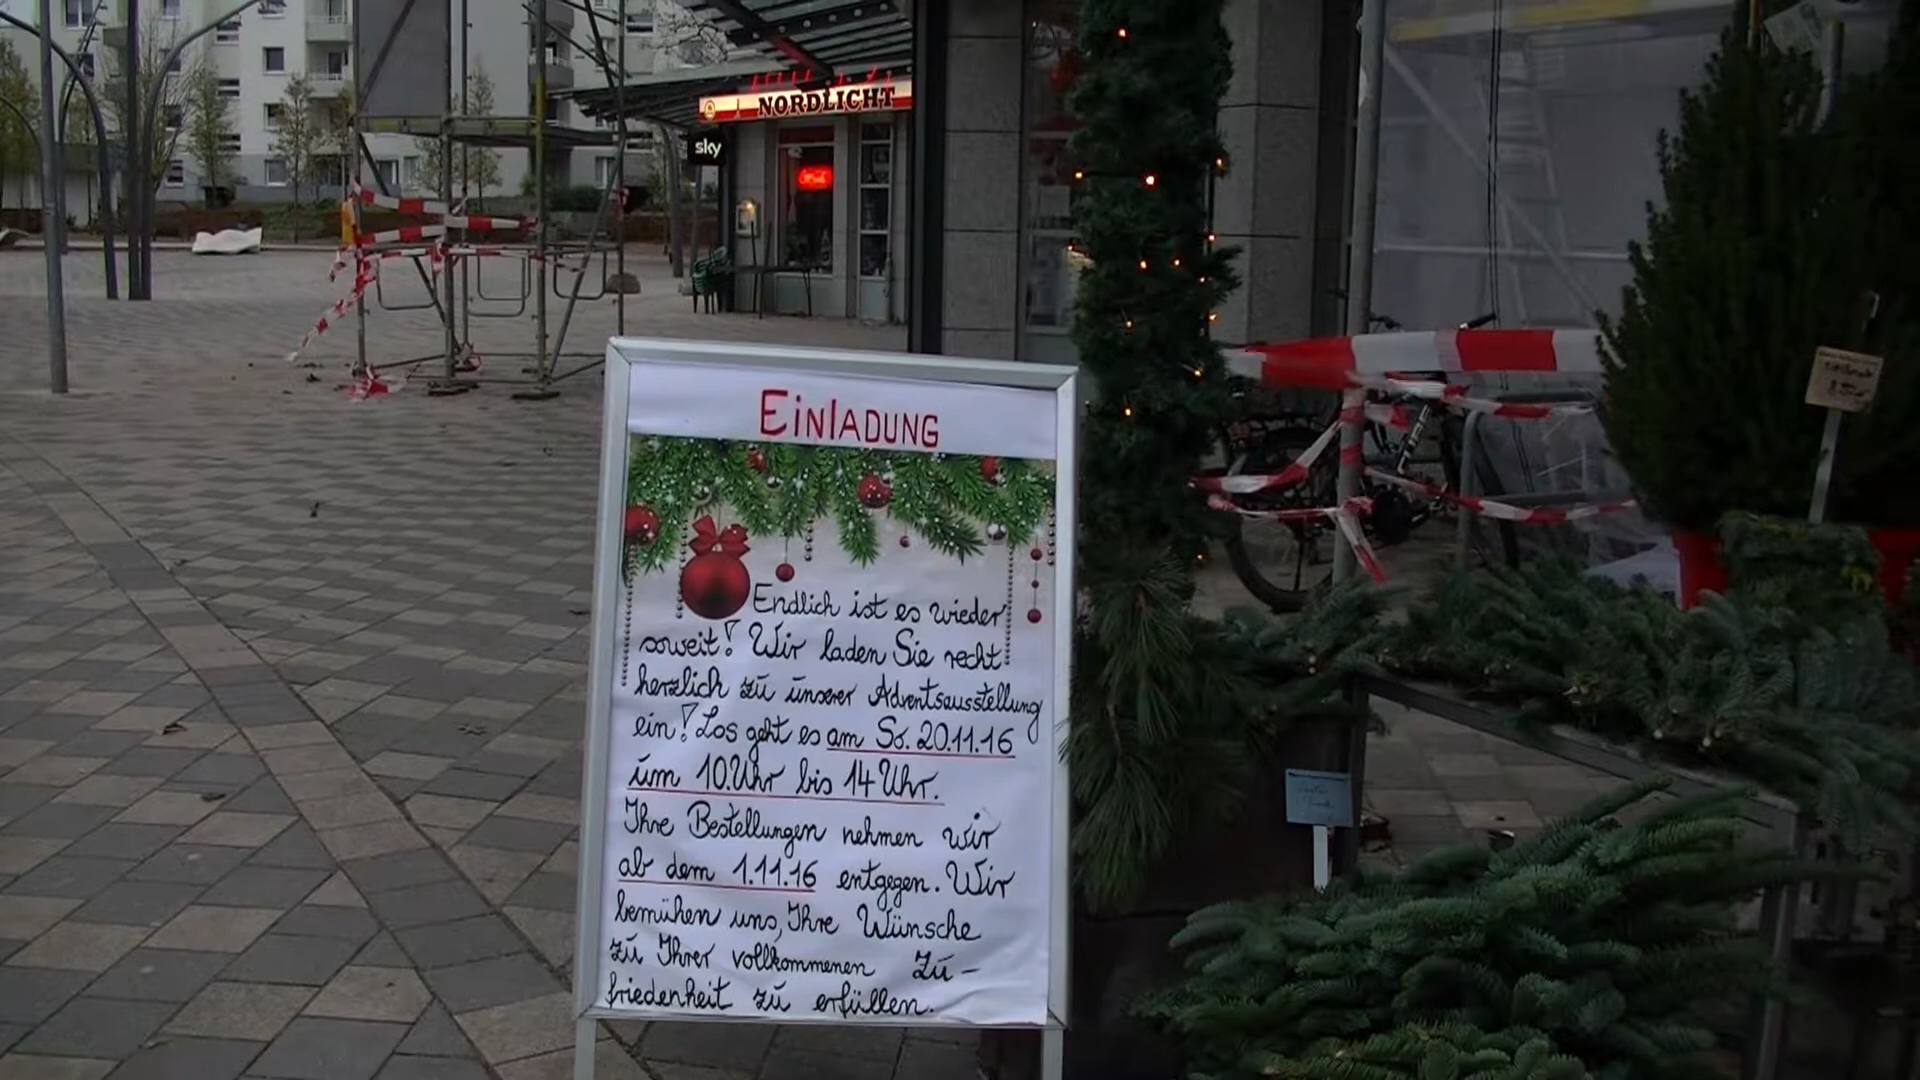 NORDLICHT
sky
EINLADUNG
Endlich ist es wieder
soweit! Wir laden Sie recht
herzlich zu unserer Adventsausstellung
ein! Los geht es am So. 20.11.16
um 10.Uhr bis 14 Uhr.
Ihre Bestellungen nehmen wir
ab dem 1.11.16 entgegen. Wir
bemühen uns, Ihre Wünsche
zu Ihrer vollkommenen Zu-
friedenheit zu erfüllen.